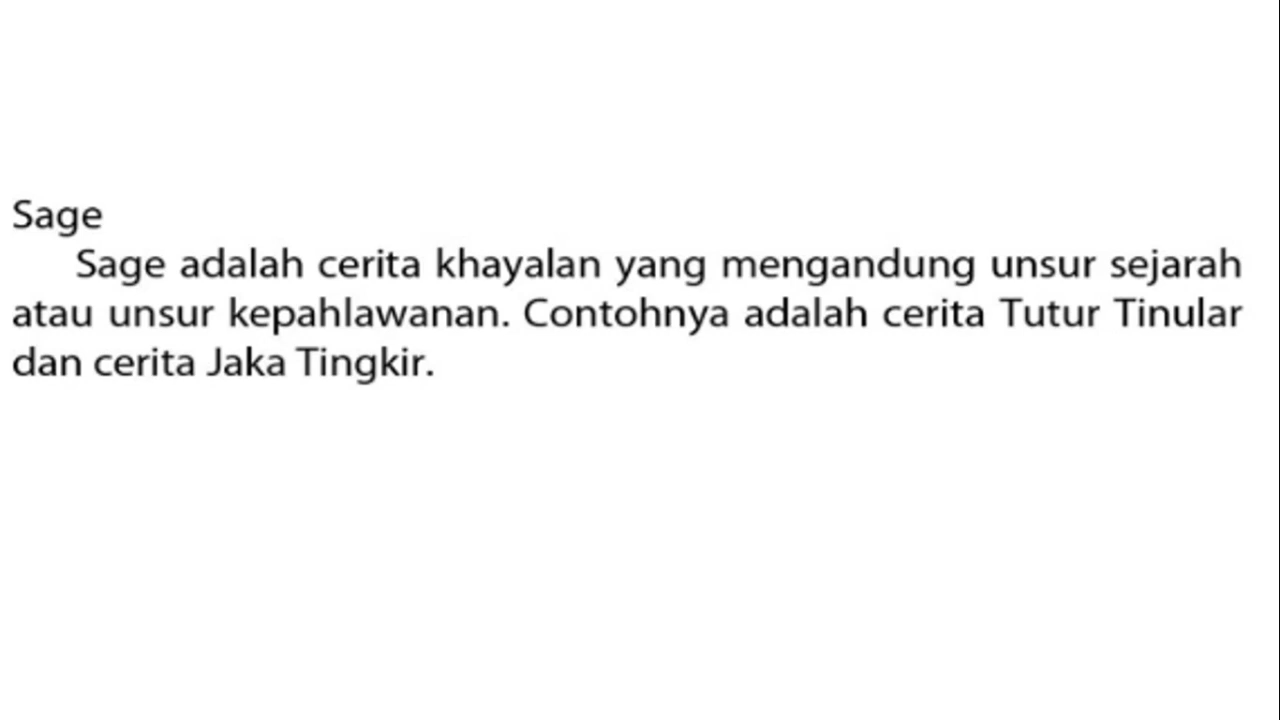 Sage
Sage adalah cerita khayalan yang mengandung unsur sejarah
atau unsur kepahlawanan. Contohnya adalah cerita Tutur Tinular
dan cerita Jaka Tingkir.